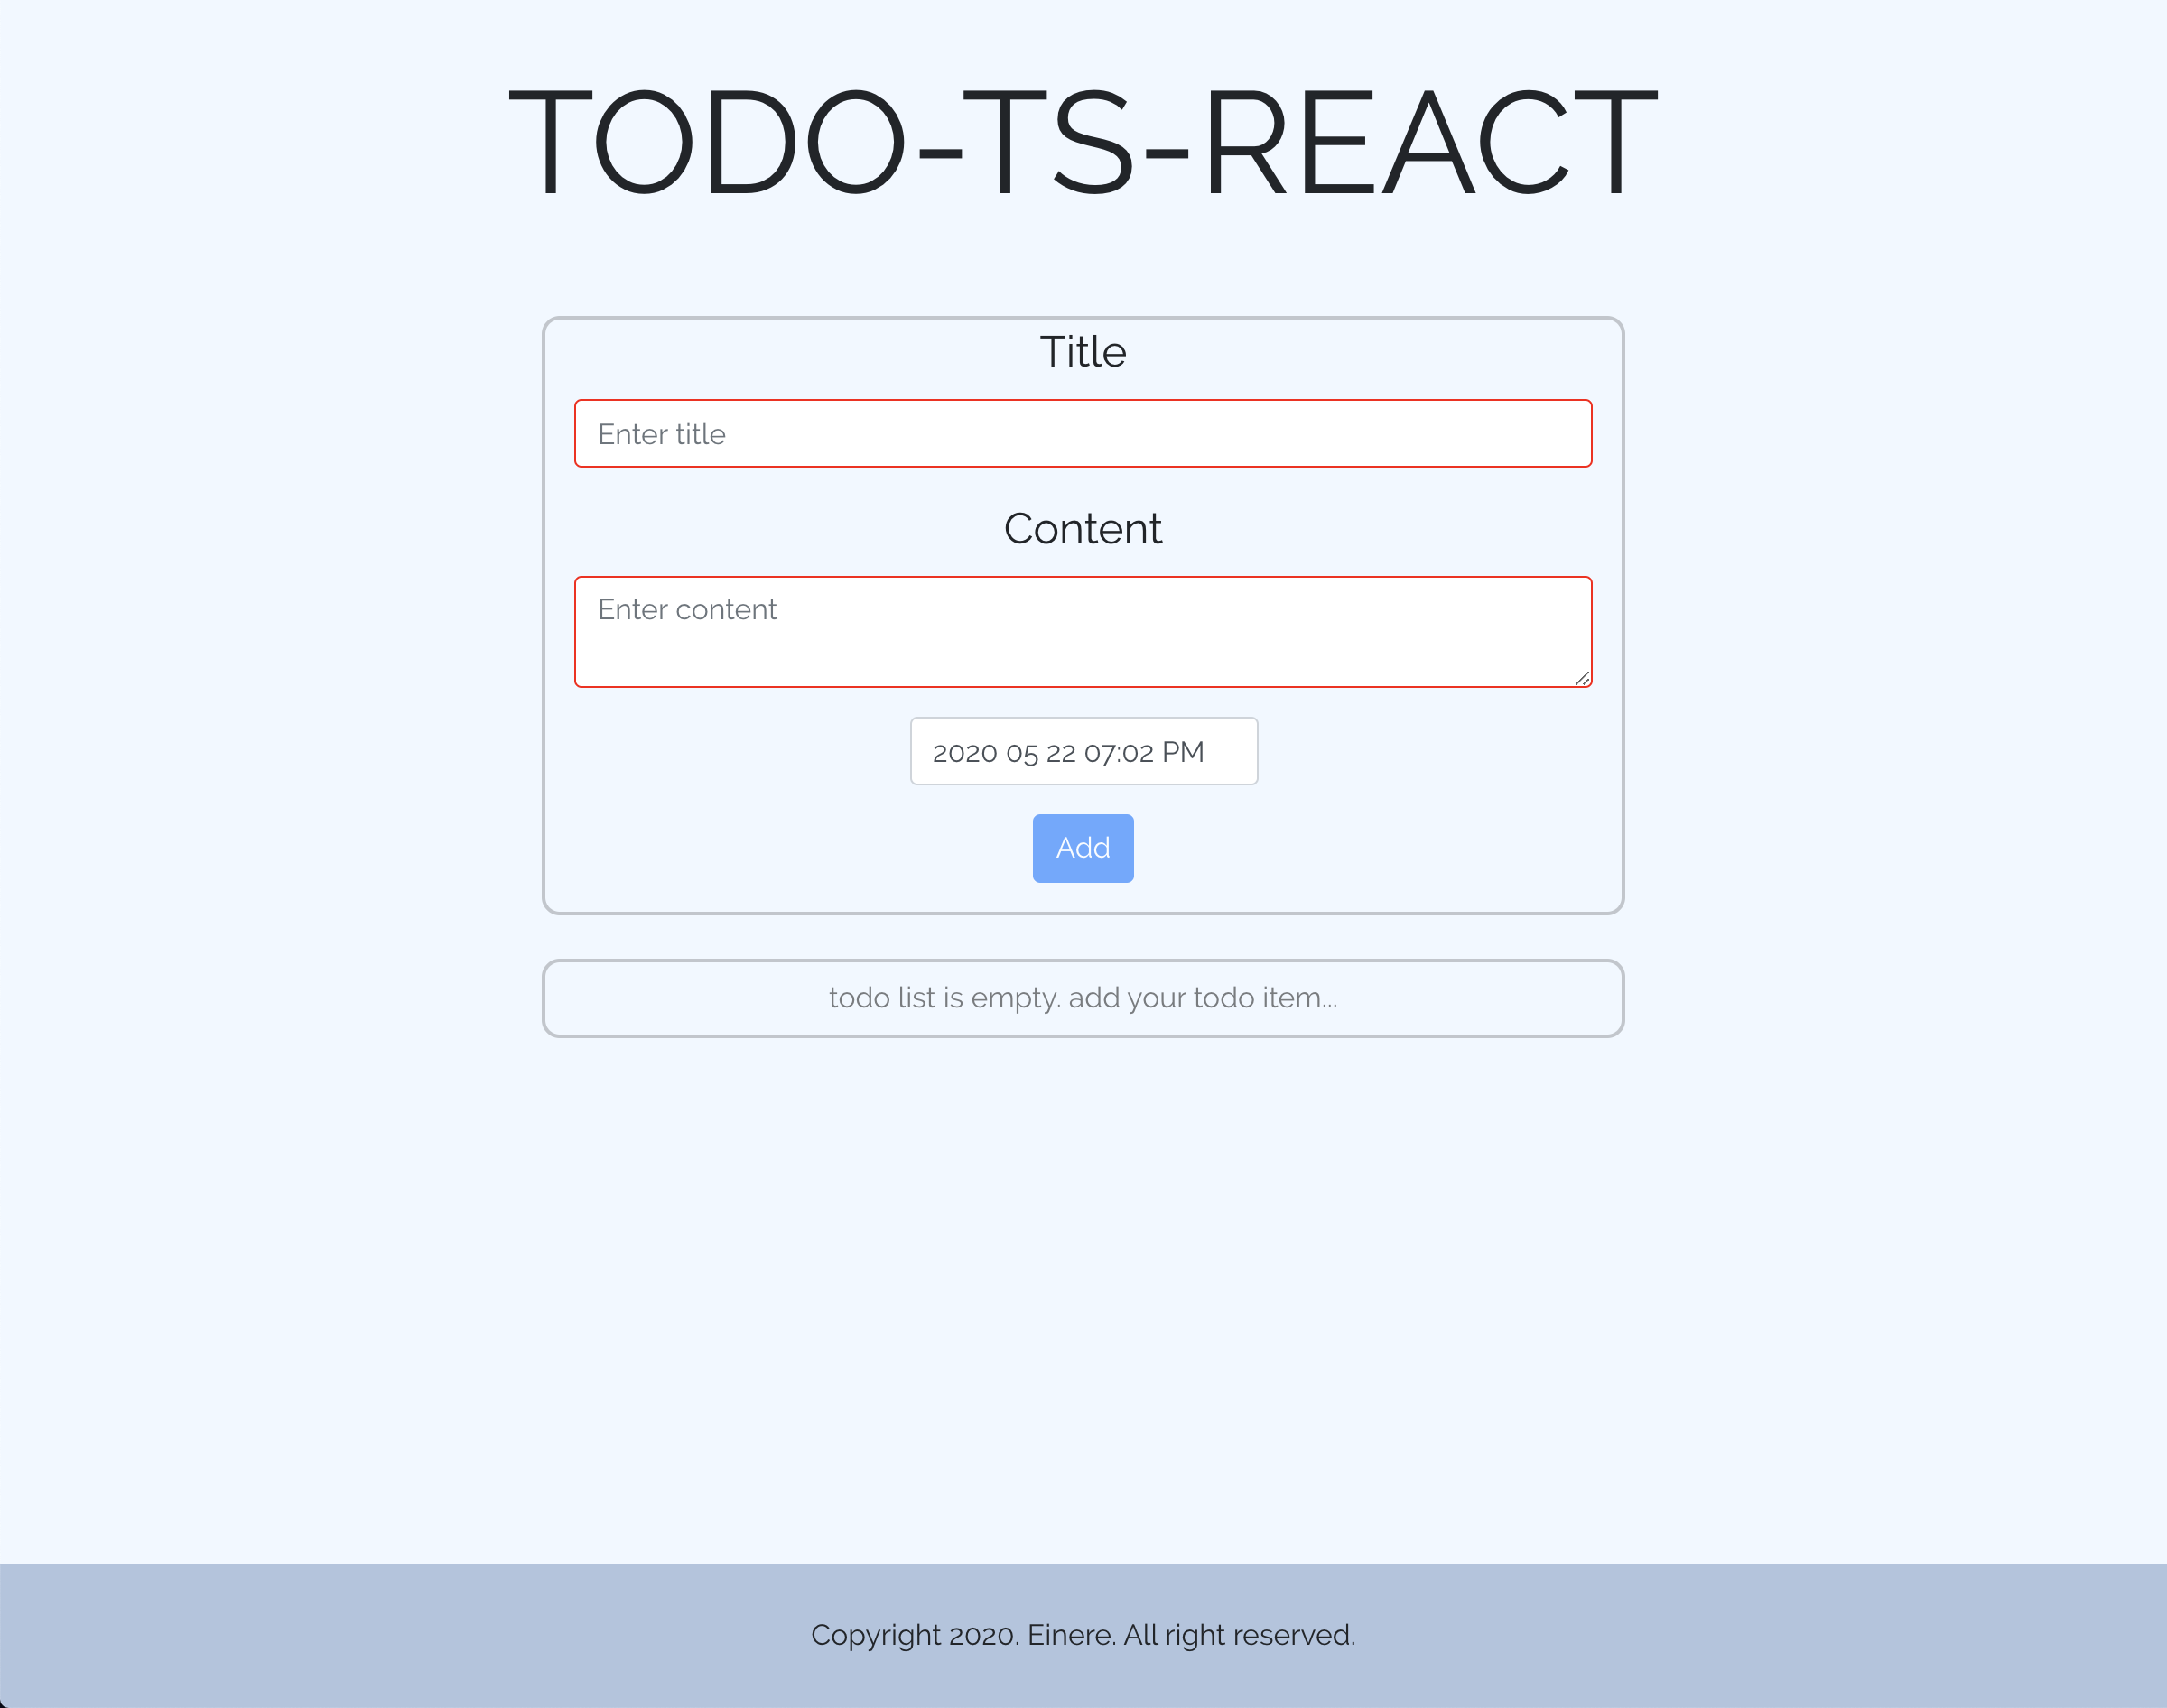 TODO-TS-REACT
Title
Enter title
Content
Enter content
2020 05 22 07:02 PM
Add
todo list is empty. add your todo item...
Copyright 2020. Einere. All right reserved.